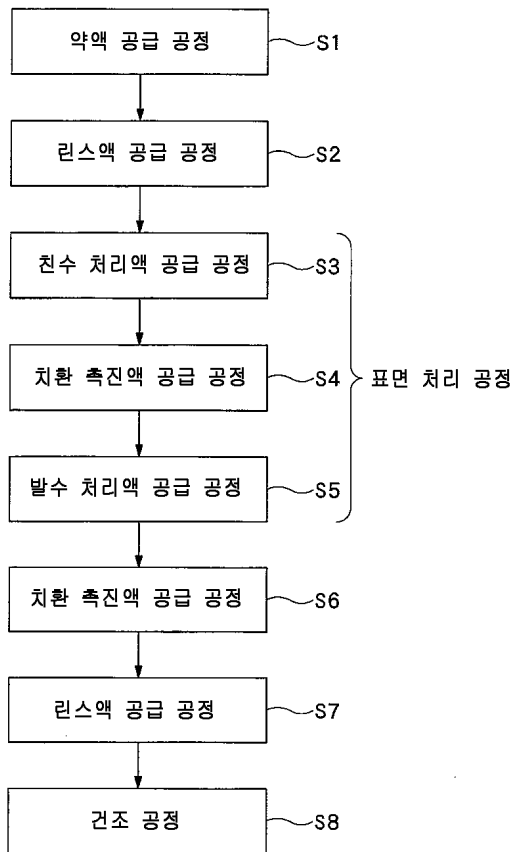 약액 공급 공정 S1
린스액 공급 공정 S2
친수 처리액 공급 공정 S3
치환 촉진액 공급 공정 S4
표면 처리 공정
발수 처리액 공급 공정 S5
치환 촉진액 공급 공정 S6
린스액 공급 공정 S7
건조 공정 S8